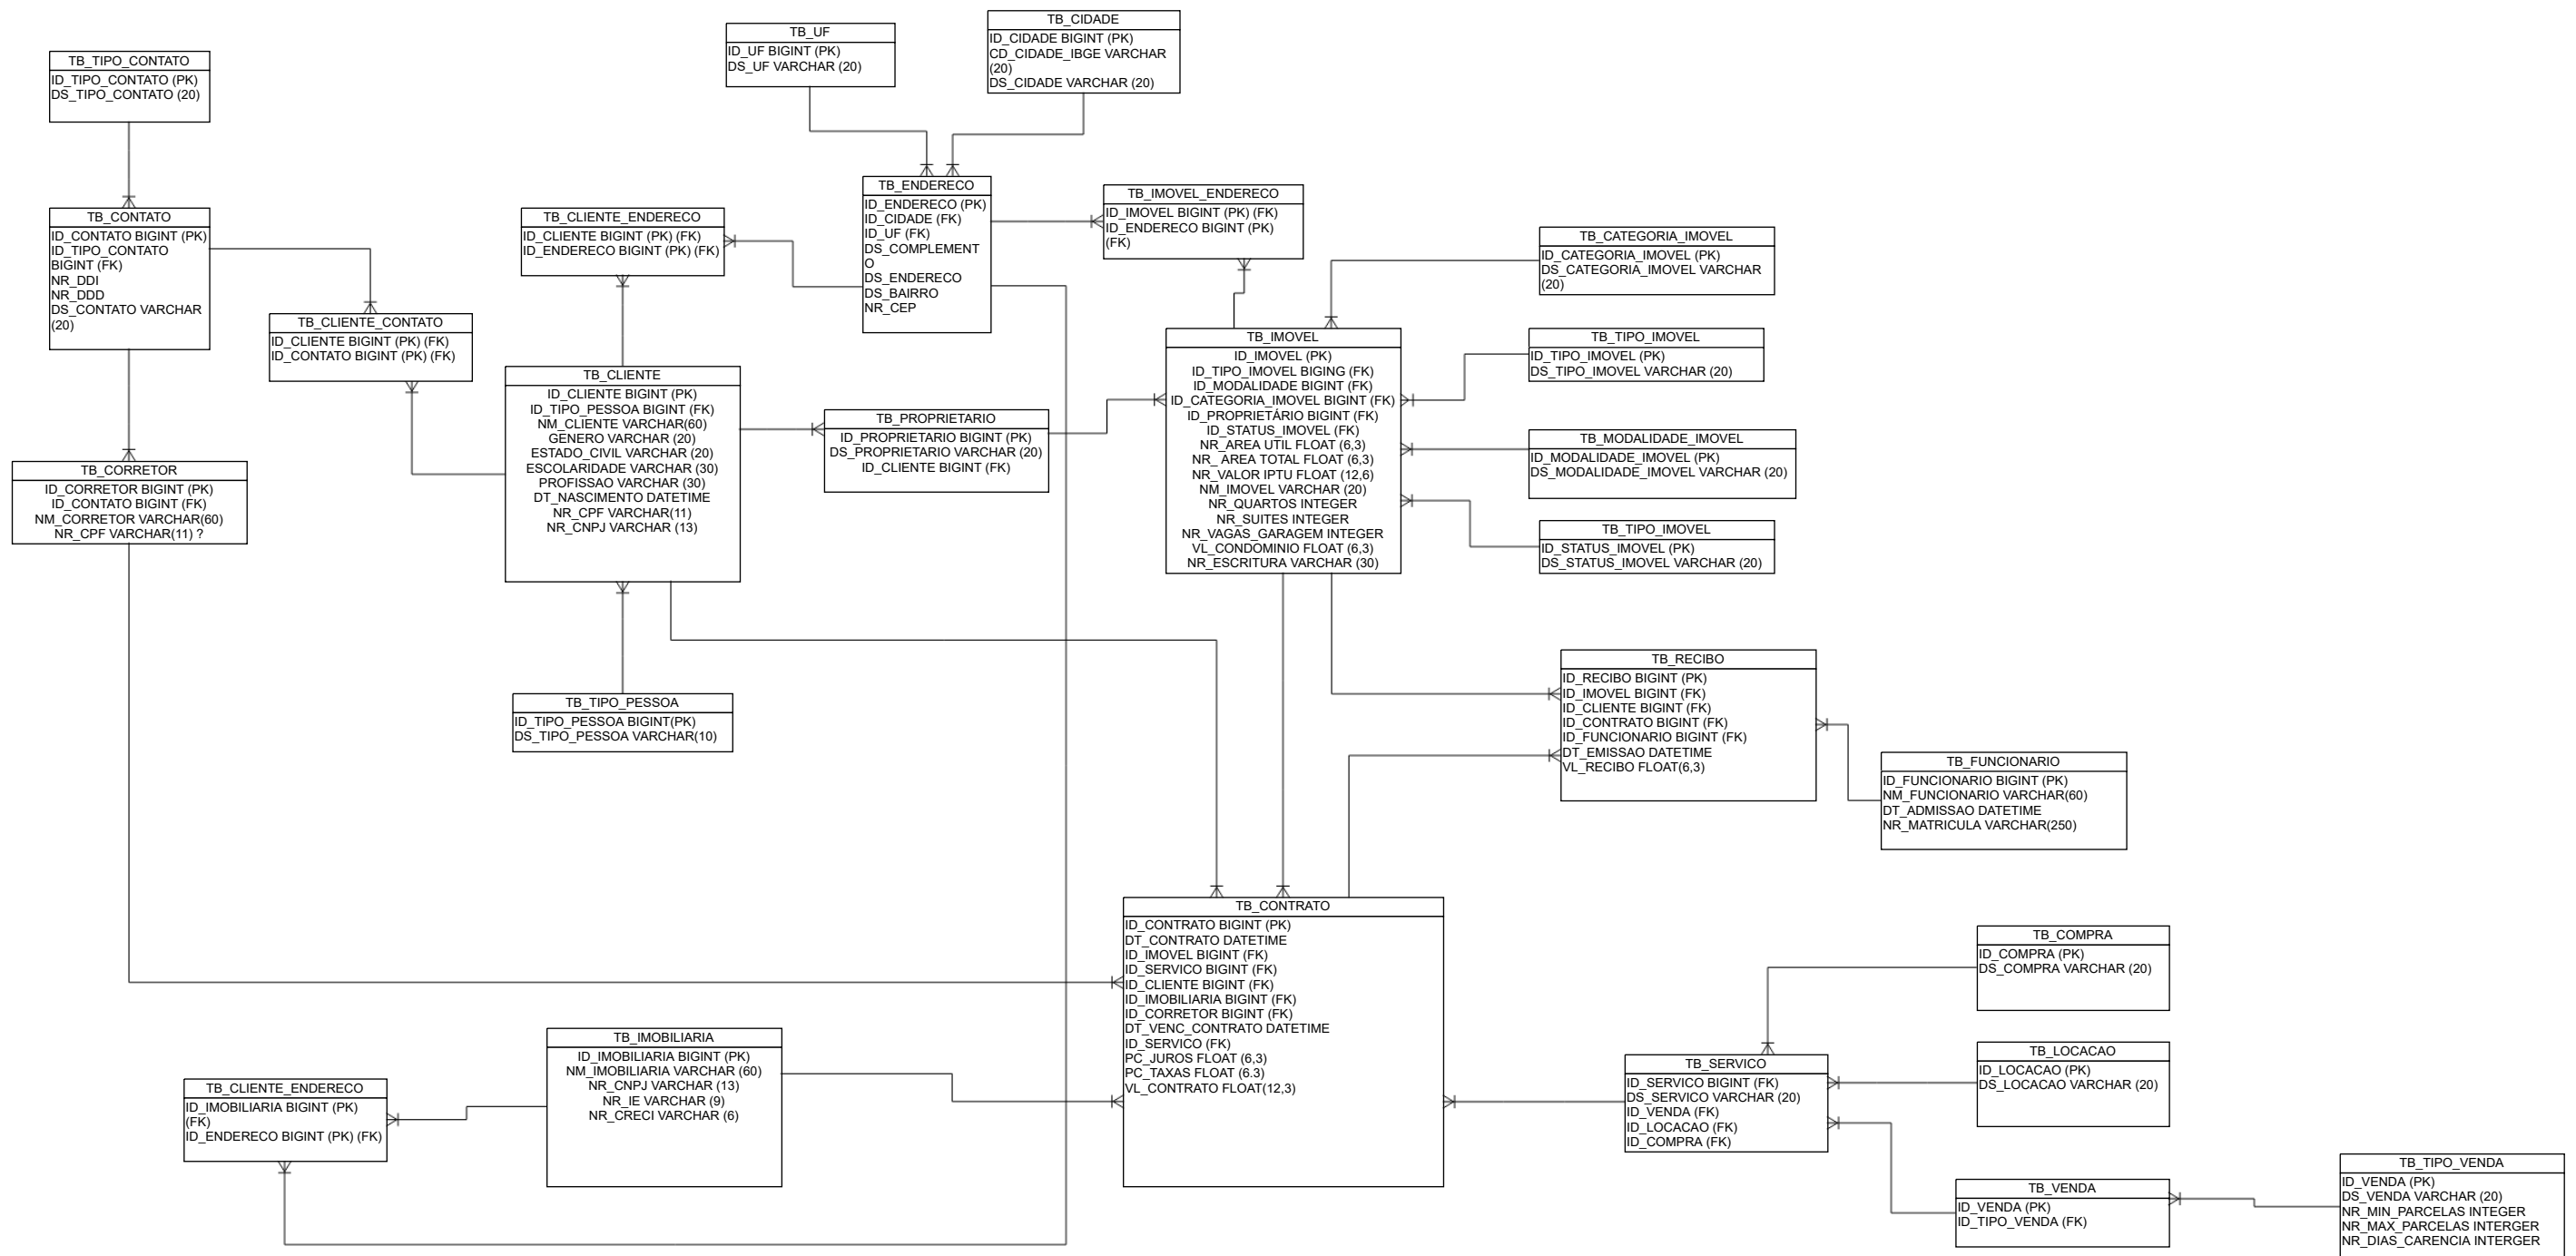 TB_TIPO_CONTATO
ID_TIPO_CONTATO (PK)
DS_TIPO_CONTATO (20)
TB_UF
ID_UF BIGINT (PK)
DS_UF VARCHAR (20)
TB_CIDADE
ID_CIDADE BIGINT (PK)
CD_CIDADE_IBGE VARCHAR
(20)
DS_CIDADE VARCHAR (20)
TB_CONTATO
ID_CONTATO BIGINT (PK)
ID_TIPO_CONTATO
BIGINT (FK)
NR_DDI
NR_DDD
DS_CONTATO VARCHAR
(20)
TB_CLIENTE_CONTATO
ID_CLIENTE BIGINT (PK) (FK)
ID_CONTATO BIGINT (PK) (FK)
TB_CLIENTE_ENDERECO
ID_CLIENTE BIGINT (PK) (FK)
ID_ENDERECO BIGINT (PK) (FK)
TB_ENDERECO
ID_ENDERECO (PK)
ID_CIDADE (FK)
ID_UF (FK)
DS_COMPLEMENT
O
DS_ENDERECO
DS_BAIRRO
NR_CEP
TB_IMOVEL_ENDERECO
ID_IMOVEL BIGINT (PK) (FK)
ID_ENDERECO BIGINT (PK)
(FK)
TB_CATEGORIA_IMOVEL
ID_CATEGORIA_IMOVEL (PK)
DS_CATEGORIA_IMOVEL VARCHAR
(20)
TB_IMOVEL
ID_IMOVEL (PK)
ID_TIPO_IMOVEL BIGING (FK)
ID_MODALIDADE BIGINT (FK)
ID_CATEGORIA_IMOVEL BIGINT (FK)
ID_PROPRIETÁRIO BIGINT (FK)
ID_STATUS_IMOVEL (FK)
NR_AREA UTIL FLOAT (6,3)
NR_ AREA TOTAL FLOAT (6,3)
NR_VALOR IPTU FLOAT (12,6)
NM_IMOVEL VARCHAR (20)
NR_QUARTOS INTEGER
NR_SUITES INTEGER
NR_VAGAS_GARAGEM INTEGER
VL_CONDOMINIO FLOAT (6,3)
NR_ESCRITURA VARCHAR (30)
TB_TIPO_IMOVEL
ID_TIPO_IMOVEL (PK)
DS_TIPO_IMOVEL VARCHAR (20)
TB_MODALIDADE_IMOVEL
ID_MODALIDADE_IMOVEL (PK)
DS_MODALIDADE_IMOVEL VARCHAR (20)
TB_TIPO_IMOVEL
ID_STATUS_IMOVEL (PK)
DS_STATUS_IMOVEL VARCHAR (20)
TB_CLIENTE
ID_CLIENTE BIGINT (PK)
ID_TIPO_PESSOA BIGINT (FK)
NM_CLIENTE VARCHAR(60)
GENERO VARCHAR (20)
ESTADO_CIVIL VARCHAR (20)
ESCOLARIDADE VARCHAR (30)
PROFISSAO VARCHAR (30)
DT_NASCIMENTO DATETIME
NR_CPF VARCHAR(11)
NR_CNPJ VARCHAR (13)
TB_PROPRIETARIO
ID_PROPRIETARIO BIGINT (PK)
DS_PROPRIETARIO VARCHAR (20)
ID_CLIENTE BIGINT (FK)
TB_CORRETOR
ID_CORRETOR BIGINT (PK)
ID_CONTATO BIGINT (FK)
NM_CORRETOR VARCHAR(60)
NR_CPF VARCHAR(11) ?
TB_TIPO_PESSOA
ID_TIPO_PESSOA BIGINT(PK)
DS_TIPO_PESSOA VARCHAR(10)
TB_RECIBO
ID_RECIBO BIGINT (PK)
ID_IMOVEL BIGINT (FK)
ID_CLIENTE BIGINT (FK)
ID_CONTRATO BIGINT (FK)
ID_FUNCIONARIO BIGINT (FK)
DT_EMISSAO DATETIME
VL_RECIBO FLOAT(6,3)
TB_FUNCIONARIO
ID_FUNCIONARIO BIGINT (PK)
NM_FUNCIONARIO VARCHAR(60)
DT_ADMISSAO DATETIME
NR_MATRICULA VARCHAR(250)
TB_CONTRATO
ID_CONTRATO BIGINT (PK)
DT_CONTRATO DATETIME
ID_IMOVEL BIGINT (FK)
ID_SERVICO BIGINT (FK)
ID_CLIENTE BIGINT (FK)
ID_IMOBILIARIA BIGINT (FK)
ID_CORRETOR BIGINT (FK)
DT_VENC_CONTRATO DATETIME
ID_SERVICO (FK)
PC_JUROS FLOAT (6,3)
PC_TAXAS FLOAT (6.3)
VL_CONTRATO FLOAT(12,3)
TB_COMPRA
ID_COMPRA (PK)
DS_COMPRA VARCHAR (20)
TB_IMOBILIARIA
ID_IMOBILIARIA BIGINT (PK)
NM_IMOBILIARIA VARCHAR (60)
NR_CNPJ VARCHAR (13)
NR_IE VARCHAR (9)
NR_CRECI VARCHAR (6)
TB_CLIENTE_ENDERECO
ID_IMOBILIARIA BIGINT (PK)
(FK)
ID_ENDERECO BIGINT (PK) (FK)
TB_SERVICO
ID_SERVICO BIGINT (FK)
DS_SERVICO VARCHAR (20)
ID_VENDA (FK)
ID_LOCACAO (FK)
ID_COMPRA (FK)
TB_LOCACAO
ID_LOCACAO (PK)
DS_LOCACAO VARCHAR (20)
TB_VENDA
ID_VENDA (PK)
ID_TIPO_VENDA (FK)
TB_TIPO_VENDA
ID_VENDA (PK)
DS_VENDA VARCHAR (20)
NR_MIN_PARCELAS INTEGER
NR_MAX_PARCELAS INTERGER
NR_DIAS_CARENCIA INTERGER